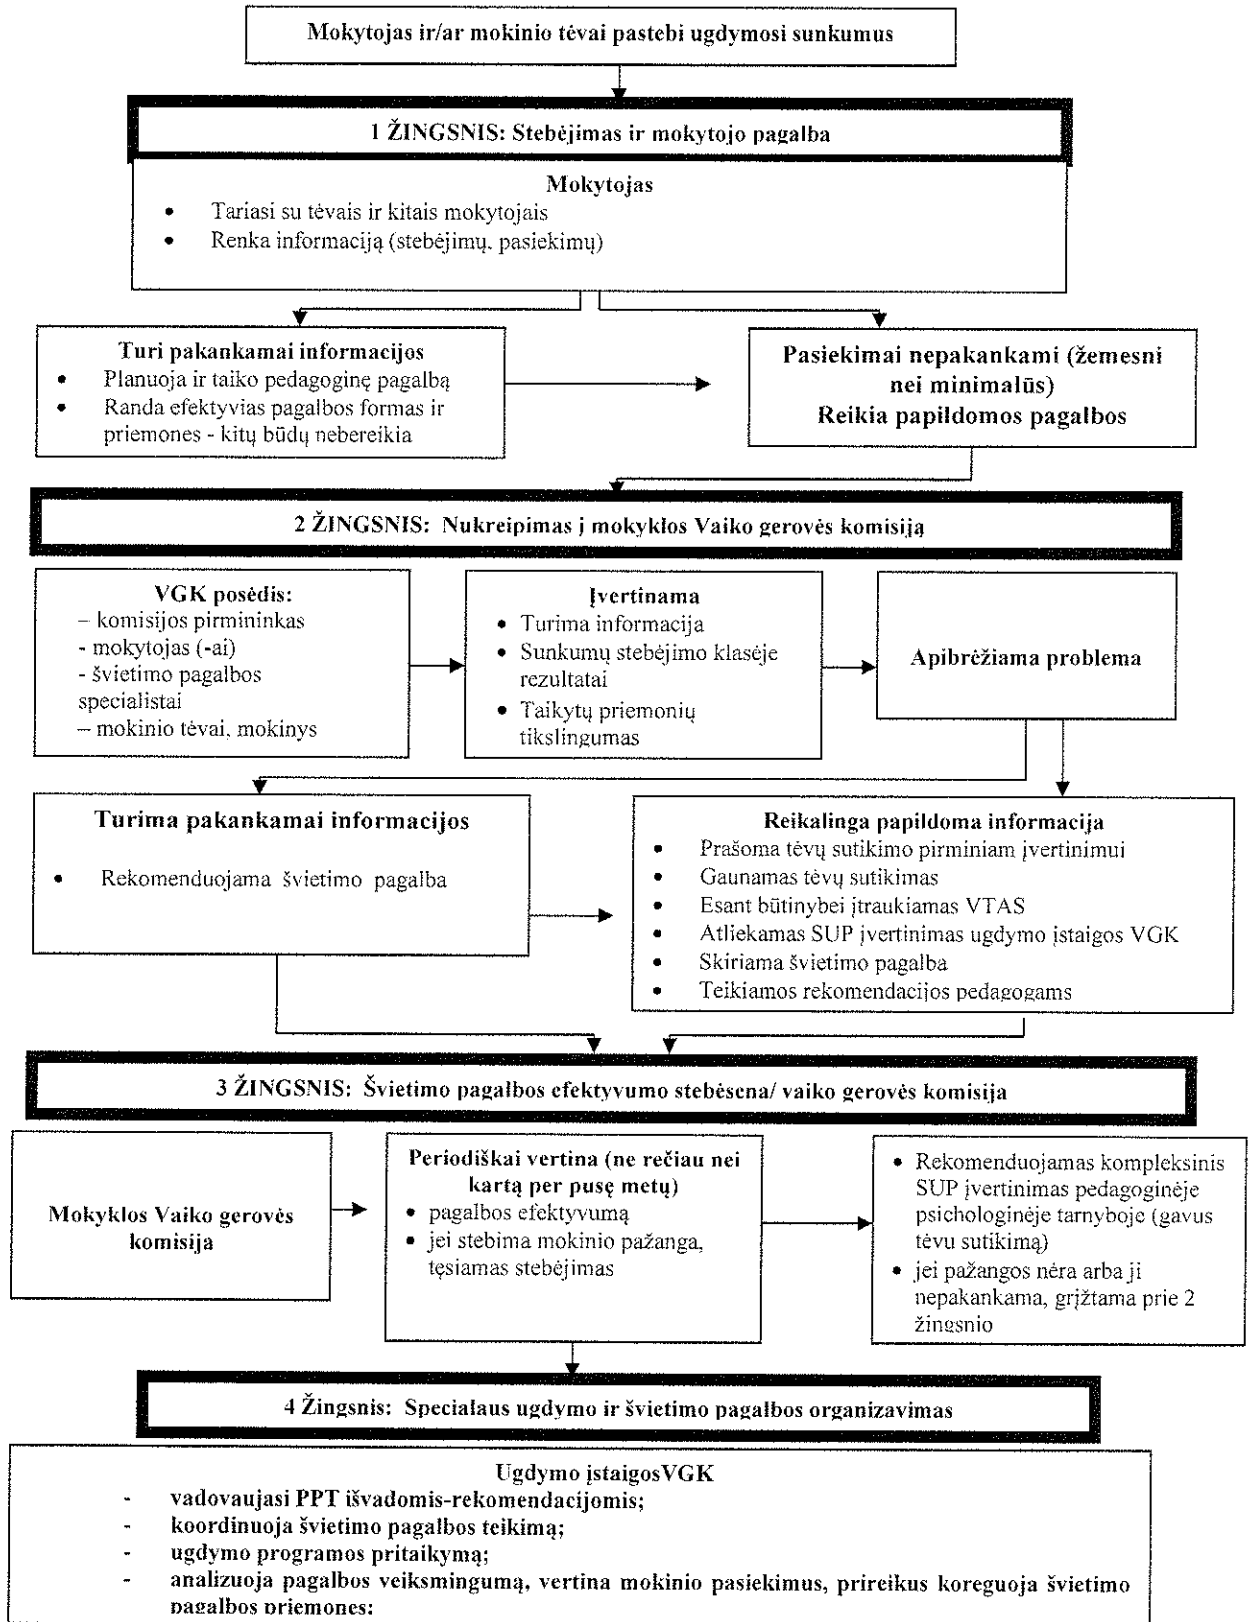 Mokytojas ir/ar mokinio tėvai pastebi ugdymosi sunkumus
1 ŽINGSNIS: Stebėjimas ir mokytojo pagalba
Mokytojas
• Tariasi su tėvais ir kitais mokytojais
• Renka informaciją (stebėjimų, pasiekimų)
Turi pakankamai informacijos
• Planuoja ir taiko pedagoginę pagalbą
• Randa efektyvias pagalbos formas ir
priemones - kitų būdų nebereikia
Pasiekimai nepakankami (žemesni
nei minimalūs)
Reikia papildomos pagalbos
2 ŽINGSNIS: Nukreipimas į mokyklos Vaiko gerovės komisiją
VGK posėdis:
– komisijos pirmininkas
- mokytojas (-ai)
- švietimo pagalbos
specialistai
– mokinio tėvai, mokinys
Įvertinama
• Turima informacija
• Sunkumų stebėjimo klasėje
rezultatai
• Taikytų priemonių
tikslingumas
Apibrėžiama problema
Turima pakankamai informacijos
• Rekomenduojama švietimo pagalba
Reikalinga papildoma informacija
• Prašoma tėvų sutikimo pirminiam įvertinimui
• Gaunamas tėvų sutikimas
• Esant būtinybei įtraukiamas VTAS
• Atliekamas SUP įvertinimas ugdymo įstaigos VGK
• Skiriama švietimo pagalba
• Teikiamos rekomendacijos pedagogams
3 ŽINGSNIS: Švietimo pagalbos efektyvumo stebėsena/ vaiko gerovės komisija
Mokyklos Vaiko gerovės
komisija
Periodiškai vertina (ne rečiau nei
kartą per pusę metų)
• pagalbos efektyvumą
• jei stebima mokinio pažanga,
tęsiamas stebėjimas
• Rekomenduojamas kompleksinis
SUP įvertinimas pedagoginėje
psichologinėje tarnyboje (gavus
tėvu sutikimą)
• jei pažangos nėra arba ji
nepakankama, grįžtama prie 2
žingsnio
4 Žingsnis: Specialaus ugdymo ir švietimo pagalbos organizavimas
Ugdymo įstaigosVGK
- vadovaujasi PPT išvadomis-rekomendacijomis;
- koordinuoja švietimo pagalbos teikimą;
- ugdymo programos pritaikymą;
- analizuoja pagalbos veiksmingumą, vertina mokinio pasiekimus, prireikus koreguoja švietimo
pagalbos priemones;